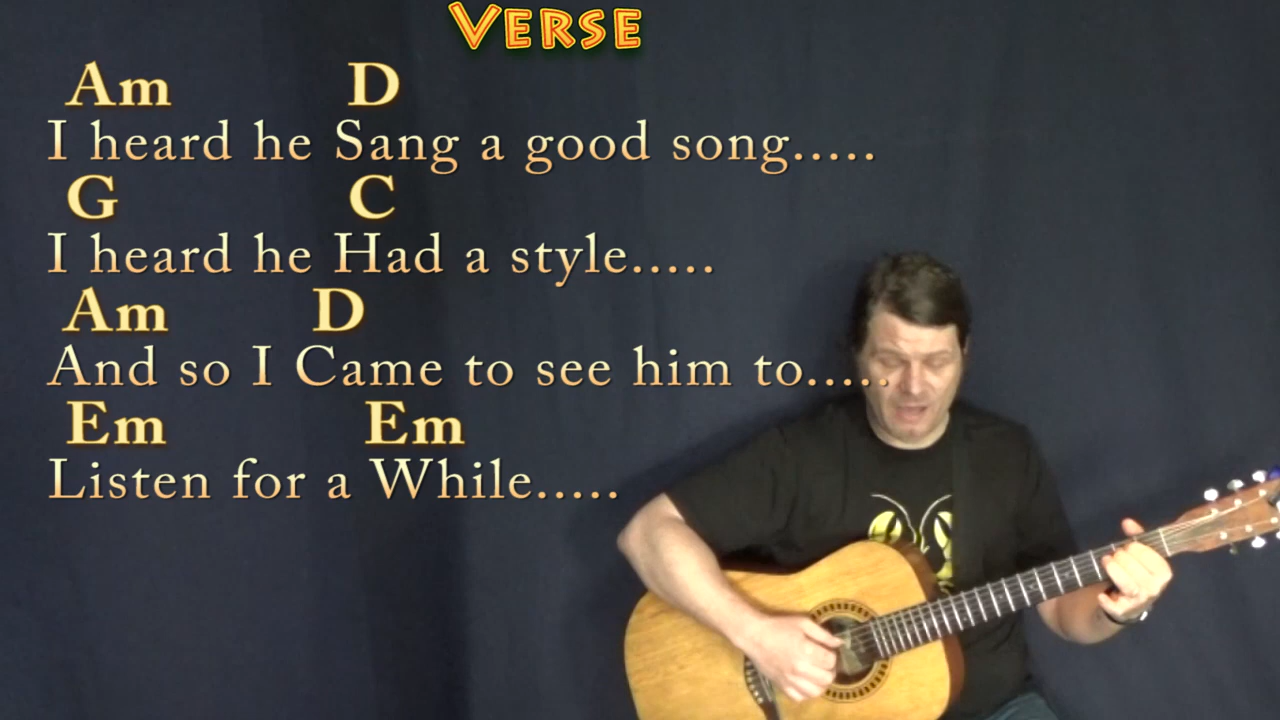 VERSE
Am D
I heard he Sang a good song.....
G C
I heard he Had a style.....
Am D
And so I Came to see him to.....
Em Em
Listen for a While.....